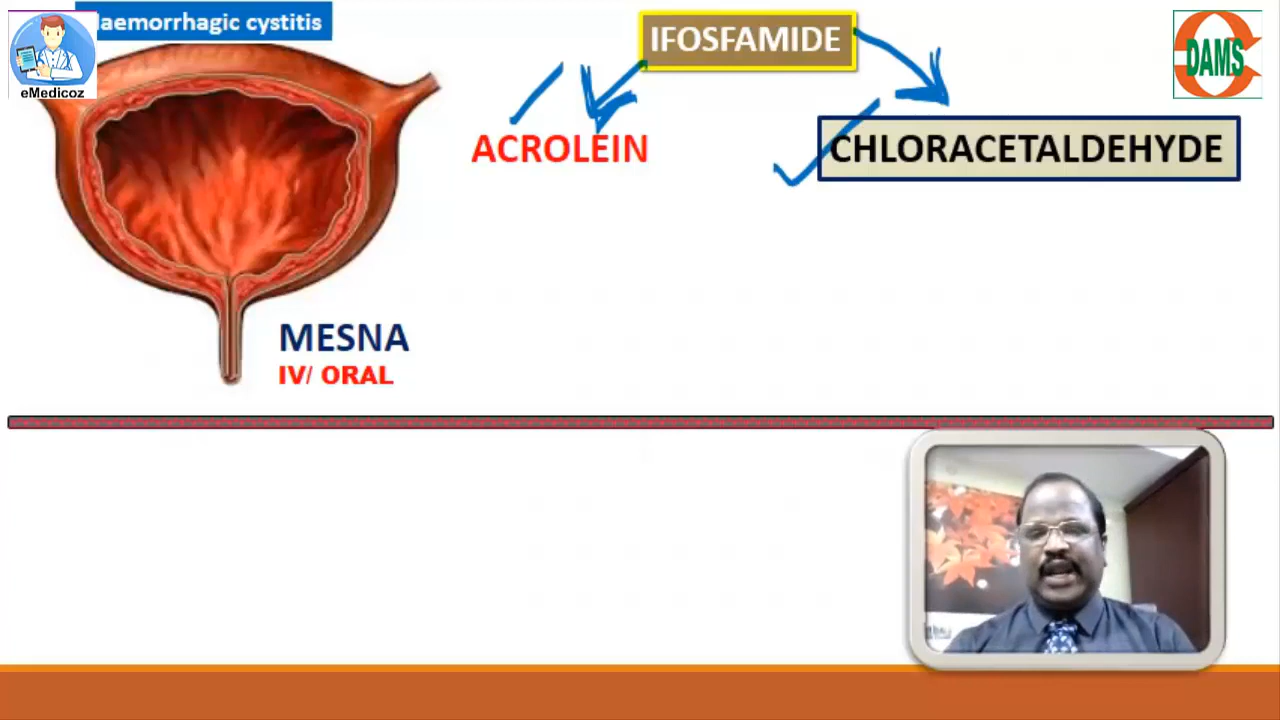 aemorrhagic cystitis
eMedicoz
IFOSFAMIDE
DAMS
ACROLEIN
CHLORACETALDEHYDE
MESNA
IV/ ORAL